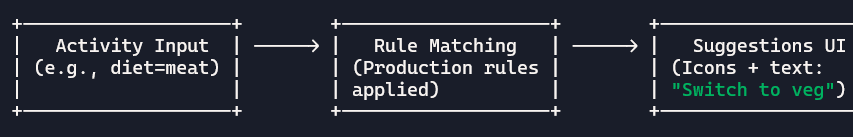 Activity Input
(e.g., diet=meat)
Rule Matching
(Production rules
applied)
Suggestions UI
(Icons + text:
"Switch to veg")